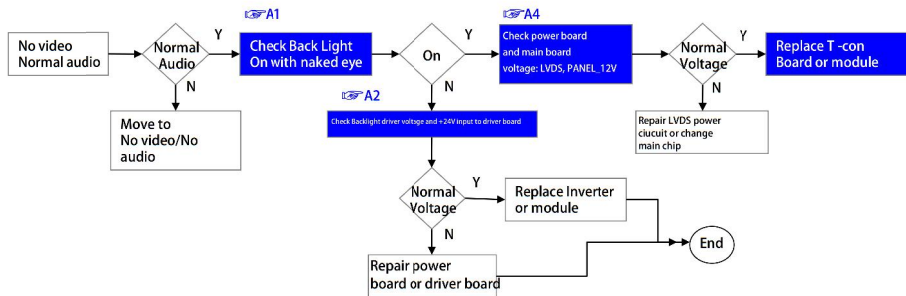 ☞A1
☞A4
No video
Normal audio
Normal
Audio
Y
Check Back Light
On with naked eye
On
Y
Check power board
and main board
voltage: LVDS, PANEL_12V
Normal
Voltage
Y
Replace T -con
Board or module
N
☞A2
N
N
Move to
No video/No
audio
Check Backlight driver voltage and +24V input to driver board
Repair LVDS power
ciucuit or change
main chip
Normal
Voltage
Y
Replace Inverter
or module
N
End
Repair power
board or driver board